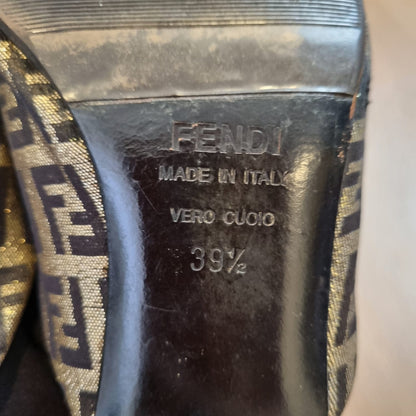 FENDI
MADE IN ITALY
VERO CUOIO
39½